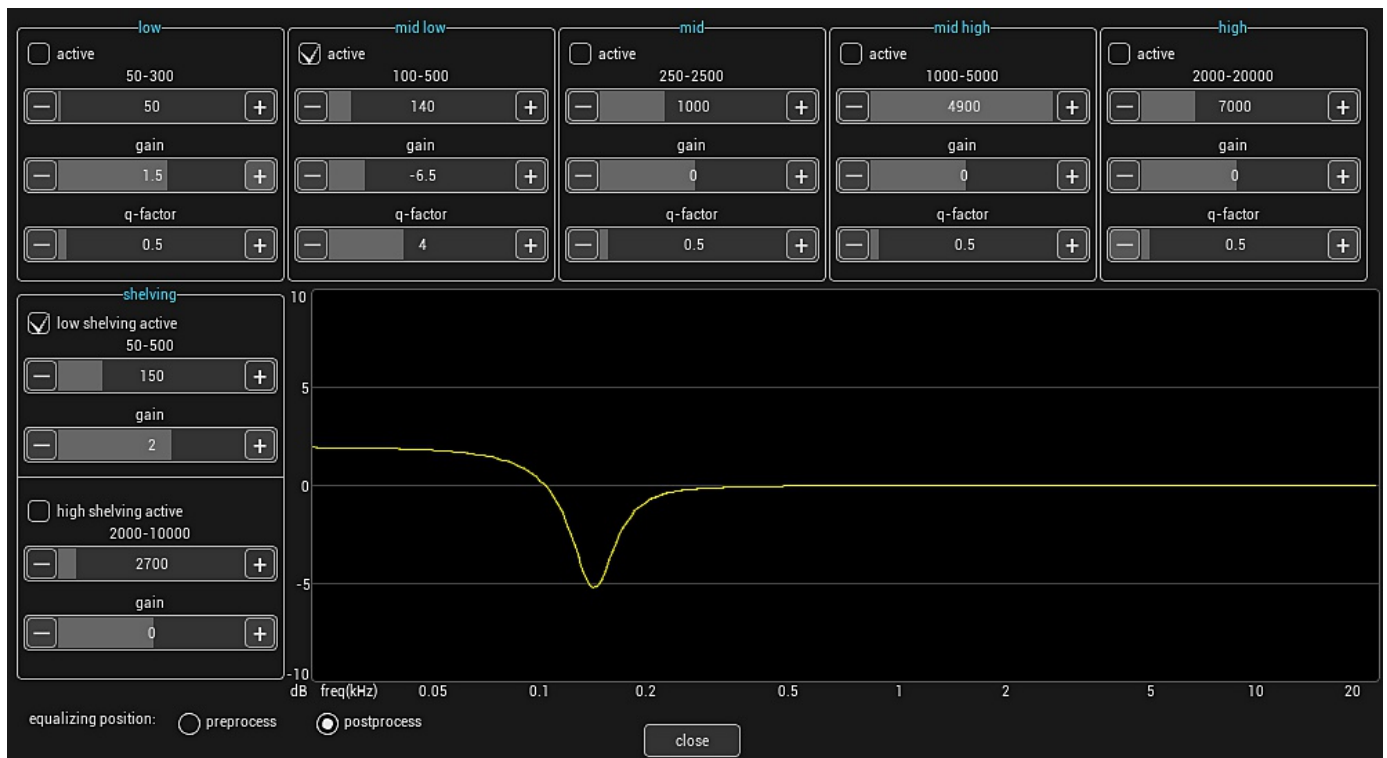 low
active
50-300
— 50 +
gain
— 1.5 +
q-factor
— 0.5 +
mid low
active
100-500
— 140 +
gain
— -6.5 +
q-factor
— 4 +
mid
active
250-2500
— 1000 +
gain
— 0 +
q-factor
— 0.5 +
mid high
active
1000-5000
— 4900 +
gain
— 0 +
q-factor
— 0.5 +
high
active
2000-20000
— 7000 +
gain
— 0 +
q-factor
— 0.5 +
shelving
low shelving active
50-500
— 150 +
gain
— 2 +
high shelving active
2000-10000
— 2700 +
gain
— 0 +
10
5
0
-5
-10
dB freq(kHz) 0.05 0.1 0.2 0.5 1 2 5 10 20
equalizing position: preprocess postprocess
close